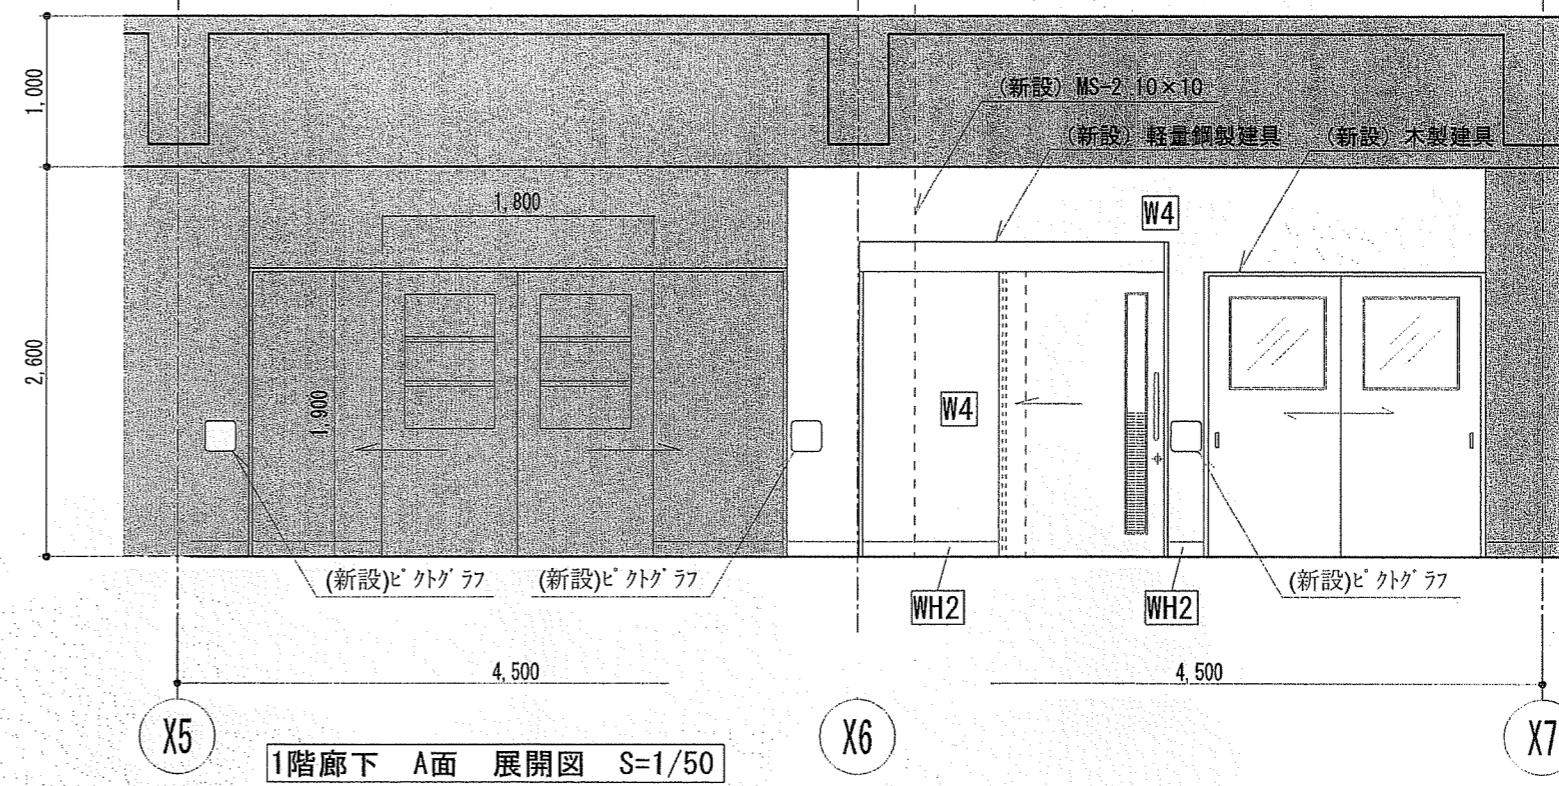 1,000
(新設) MS-2 10×10
(新設) 軽量鋼製建具
(新設) 木製建具
1,800
W4
2,600
1,900
W4
(新設)ピクトグラフ
(新設)ピクトグラフ
(新設)ピクトグラフ
WH2
WH2
4,500
4,500
X5
X6
X7
1階廊下 A面 展開図 S=1/50